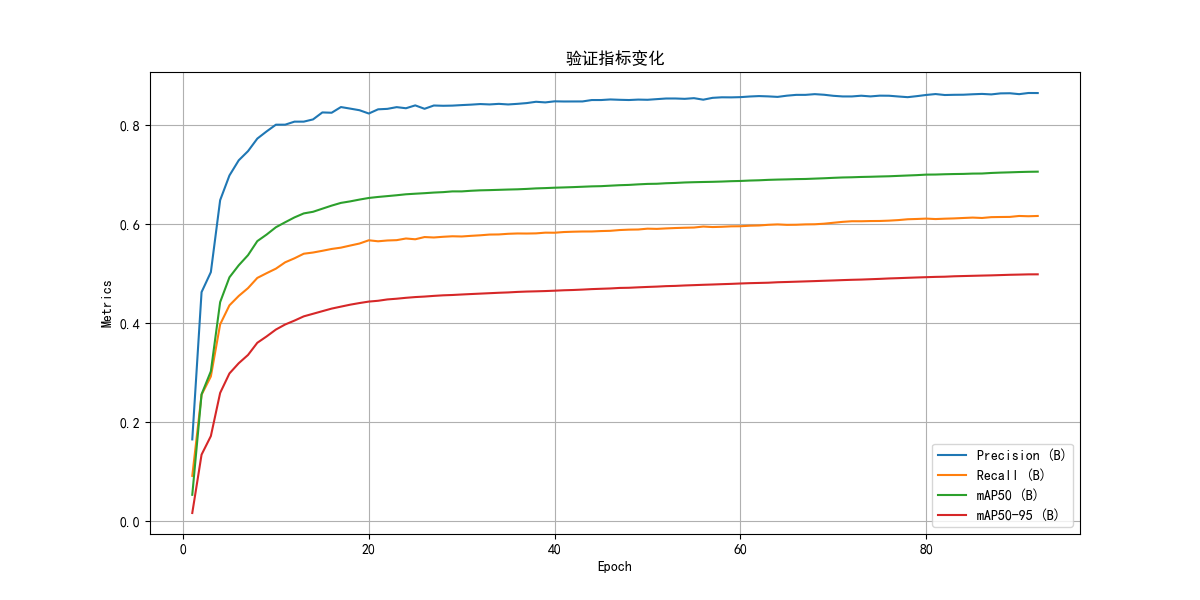 验证指标变化
Metrics
0.8
0.6
0.4
0.2
0.0
0 20 40 60 80
Epoch
Precision (B)
Recall (B)
mAP50 (B)
mAP50-95 (B)